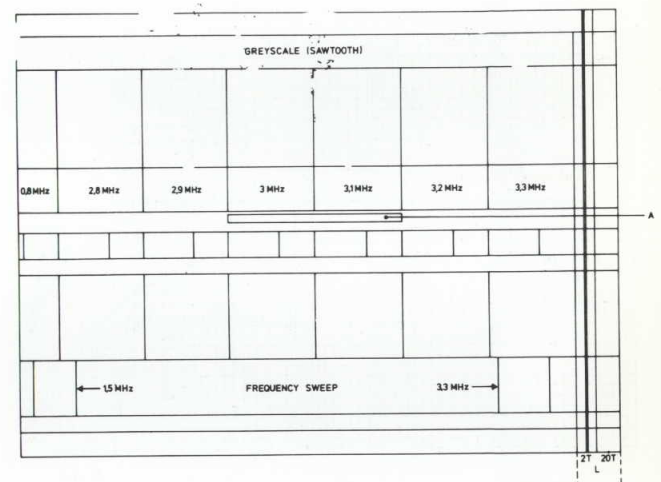 GREYSCALE (SAWTOOTH)
0,8 MHz 2,8 MHz 2,9 MHz 3 MHz 3,1 MHz 3,2 MHz 3,3 MHz
A
1,5 MHz FREQUENCY SWEEP 3,3 MHz
2T 20T
L